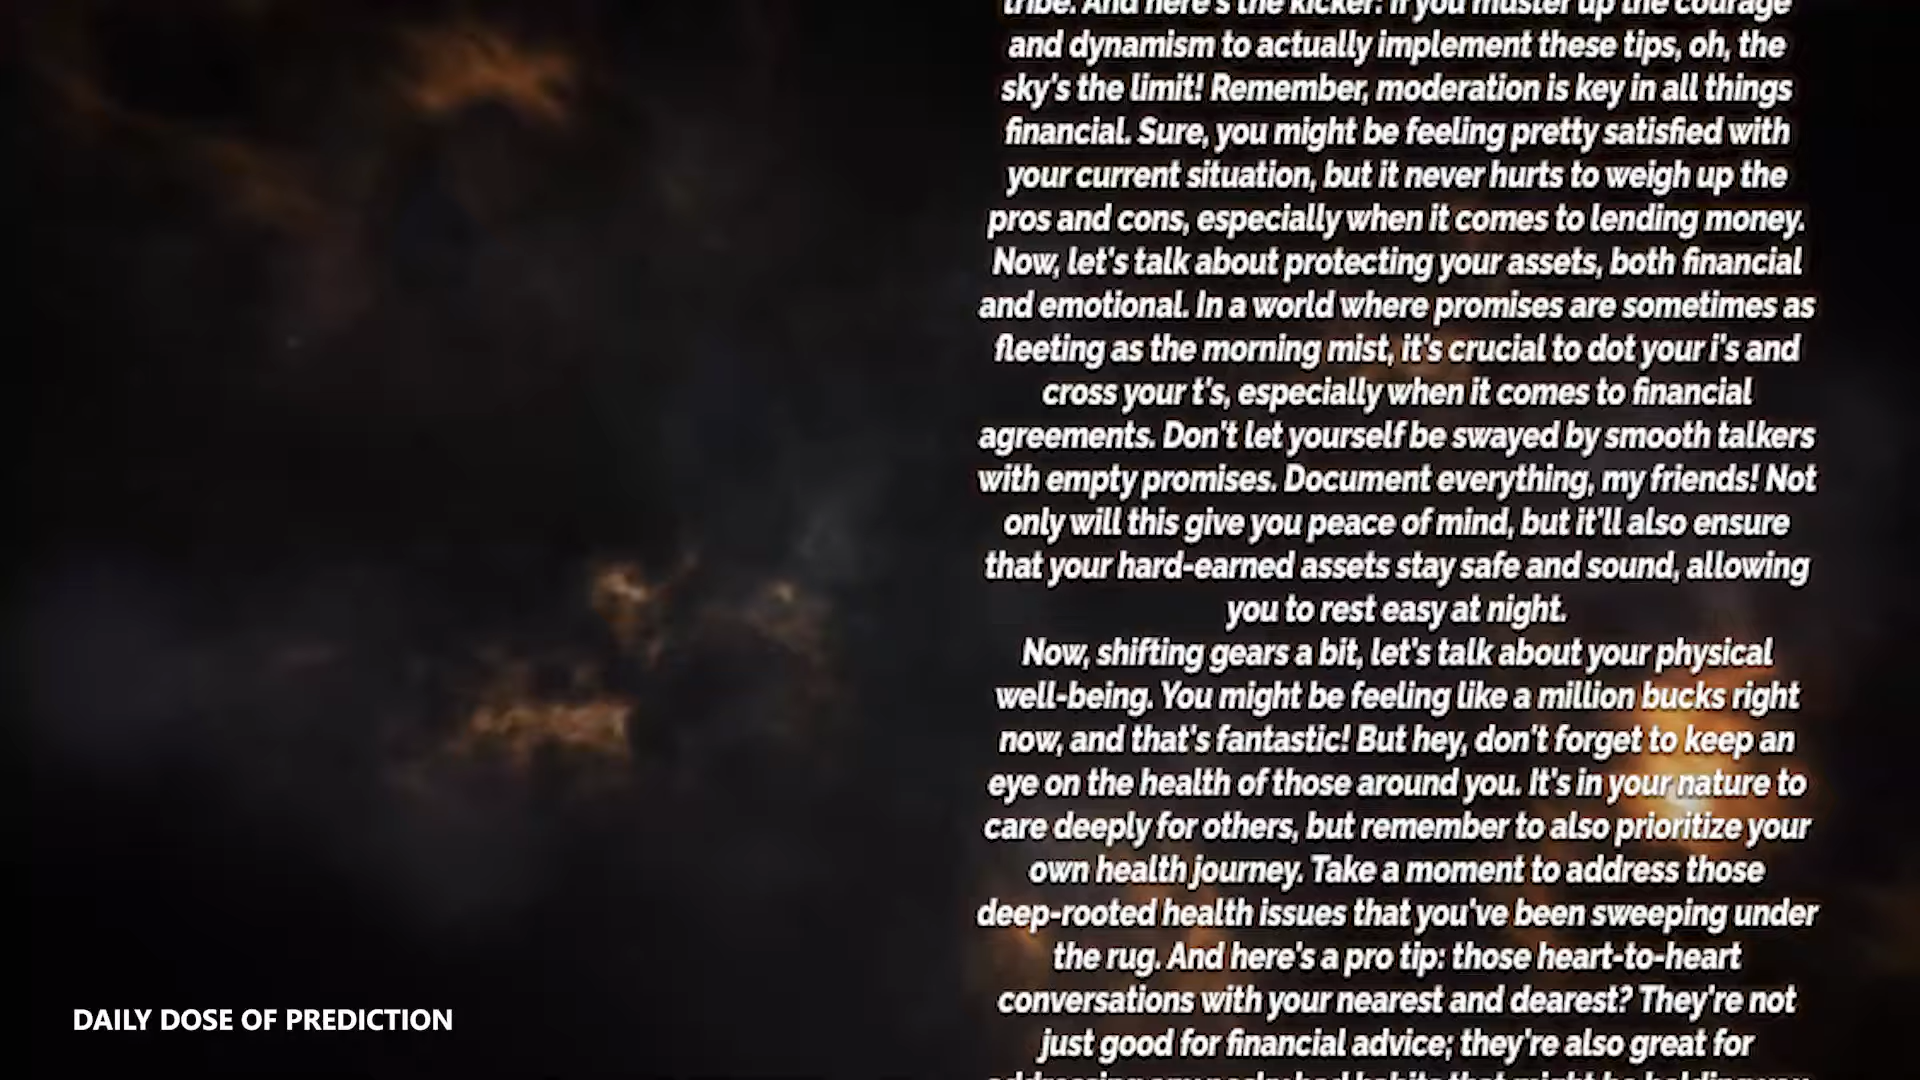 tribe. And here's the kicker: if you muster up the courage
and dynamism to actually implement these tips, oh, the
sky's the limit! Remember, moderation is key in all things
financial. Sure, you might be feeling pretty satisfied with
your current situation, but it never hurts to weigh up the
pros and cons, especially when it comes to lending money.
Now, let's talk about protecting your assets, both financial
and emotional. In a world where promises are sometimes as
fleeting as the morning mist, it's crucial to dot your i's and
cross your t's, especially when it comes to financial
agreements. Don't let yourself be swayed by smooth talkers
with empty promises. Document everything, my friends! Not
only will this give you peace of mind, but it'll also ensure
that your hard-earned assets stay safe and sound, allowing
you to rest easy at night.
Now, shifting gears a bit, let's talk about your physical
well-being. You might be feeling like a million bucks right
now, and that's fantastic! But hey, don't forget to keep an
eye on the health of those around you. It's in your nature to
care deeply for others, but remember to also prioritize your
own health journey. Take a moment to address those
deep-rooted health issues that you've been sweeping under
the rug. And here's a pro tip: those heart-to-heart
conversations with your nearest and dearest? They're not
just good for financial advice; they're also great for
DAILY DOSE OF PREDICTION